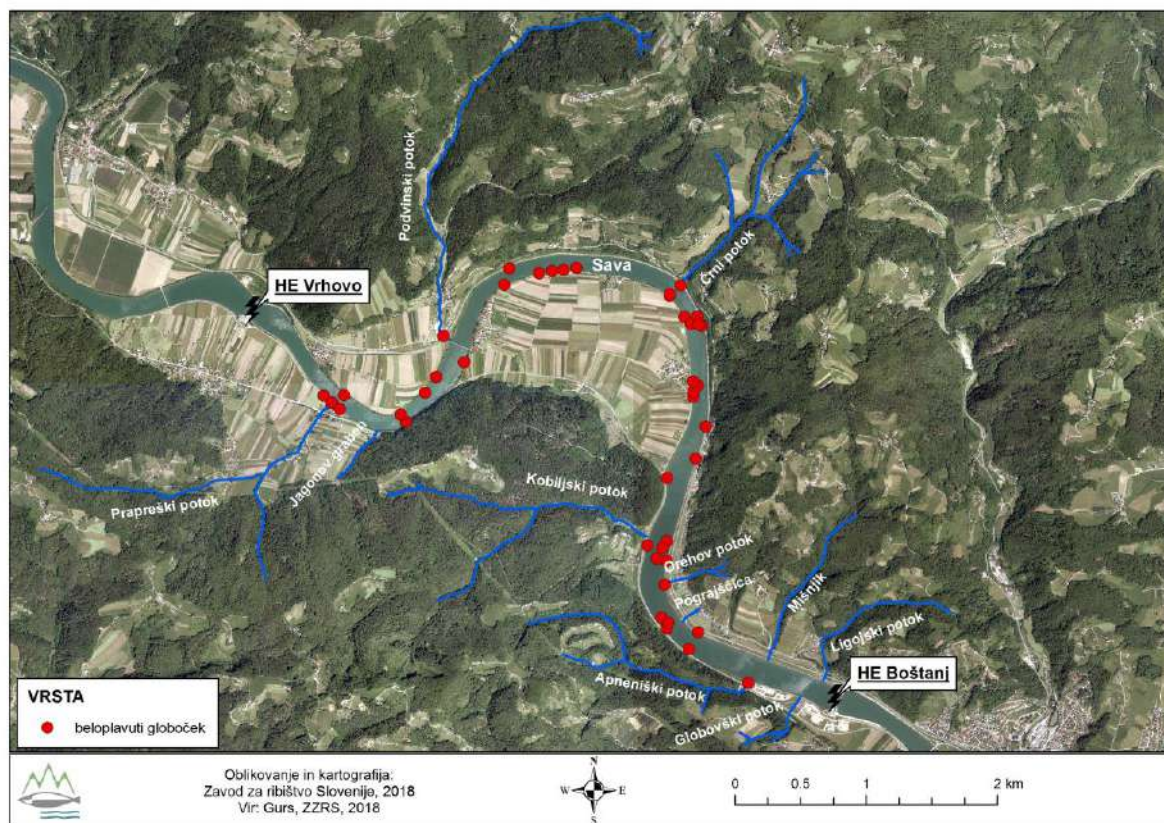 Podvinski potok
Črni potok
Sava
HE Vrhovo
Jagonov graben
Prapreški potok
Kobiljski potok
Orehov potok
Pograjščica
Mišnjik
Ligojski potok
Apneniški potok
HE Boštanj
Globovški potok
VRSTA
beloplavuti globoček
Oblikovanje in kartografija:
Zavod za ribištvo Slovenije, 2018
Vir: Gurs, ZZRS, 2018
N
W E
S
0 0.5 1 2 km